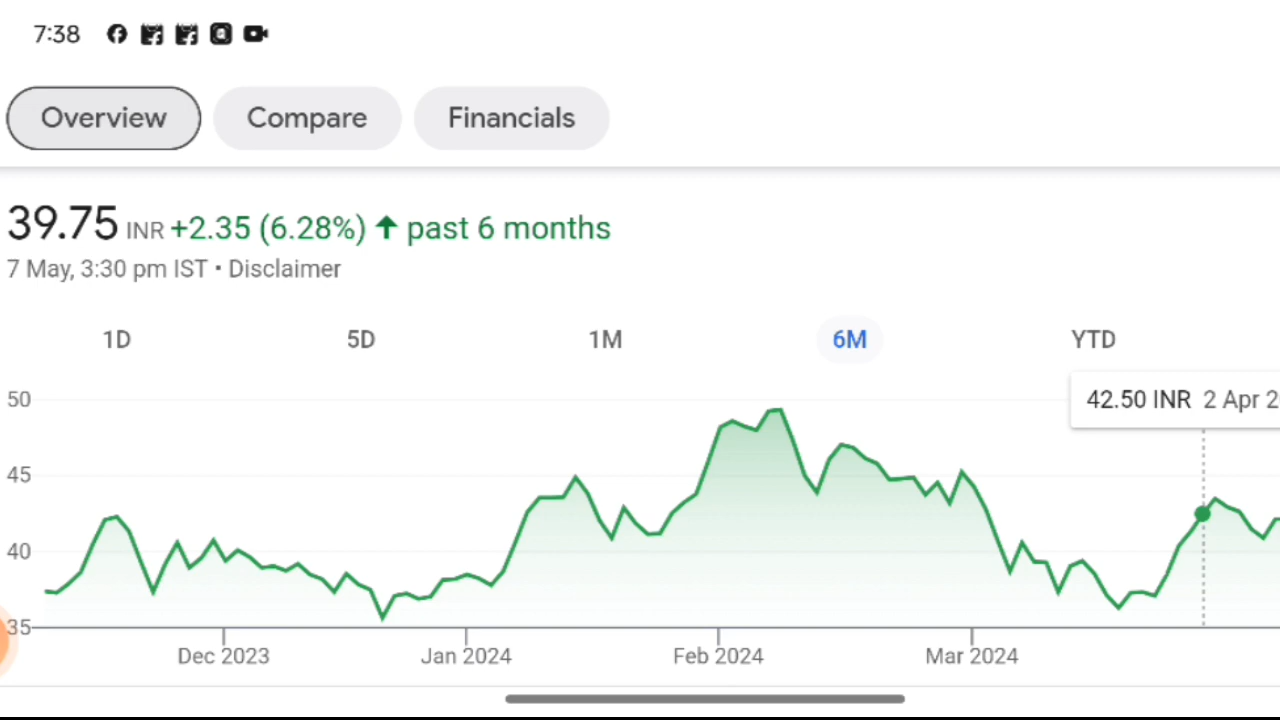 7:38
Overview Compare Financials
39.75 INR +2.35 (6.28%) ↑ past 6 months
7 May, 3:30 pm IST • Disclaimer
1D 5D 1M 6M YTD
42.50 INR 2 Apr 2
50
45
40
35
Dec 2023 Jan 2024 Feb 2024 Mar 2024